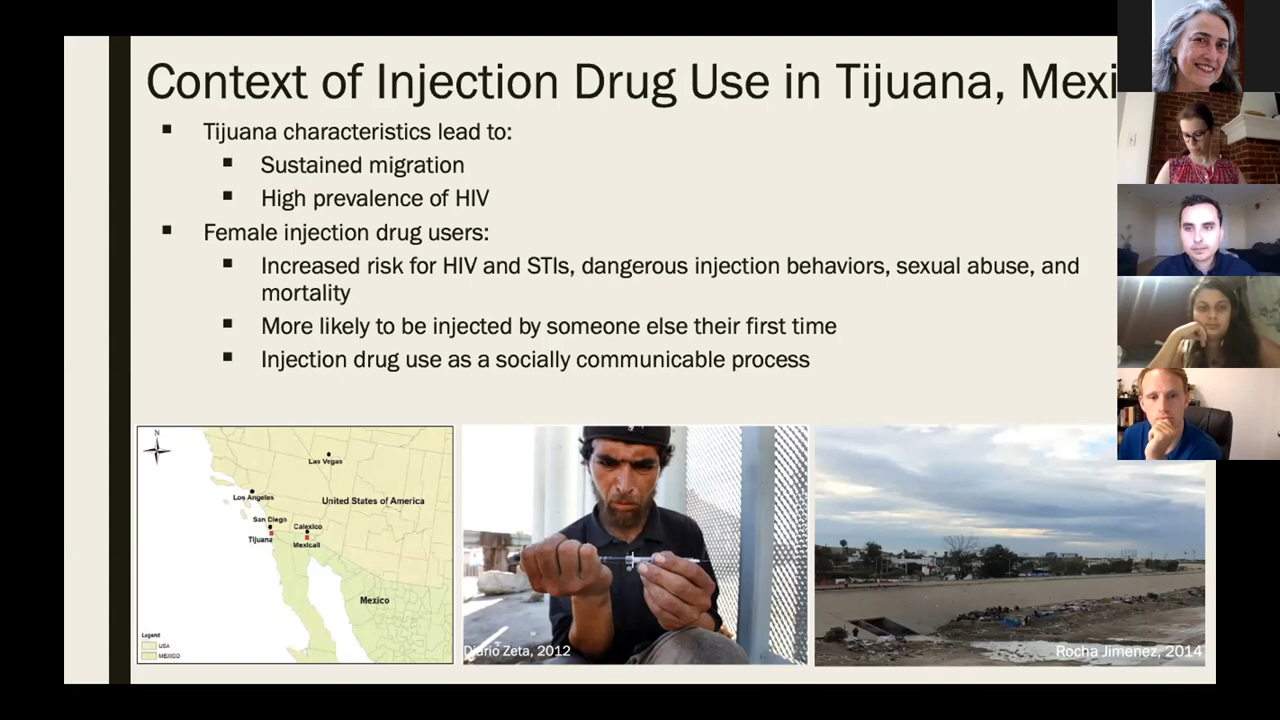 Context of Injection Drug Use in Tijuana, Mexi
Tijuana characteristics lead to:
Sustained migration
High prevalence of HIV
Female injection drug users:
Increased risk for HIV and STIs, dangerous injection behaviors, sexual abuse, and
mortality
More likely to be injected by someone else their first time
Injection drug use as a socially communicable process
N
Las Vegas
Los Angeles
United States of America
San Diego
Calexico
Tijuana
Mexicali
Mexico
Legend
USA
MEXICO
Diario Zeta, 2012
Rocha Jimenez, 2014